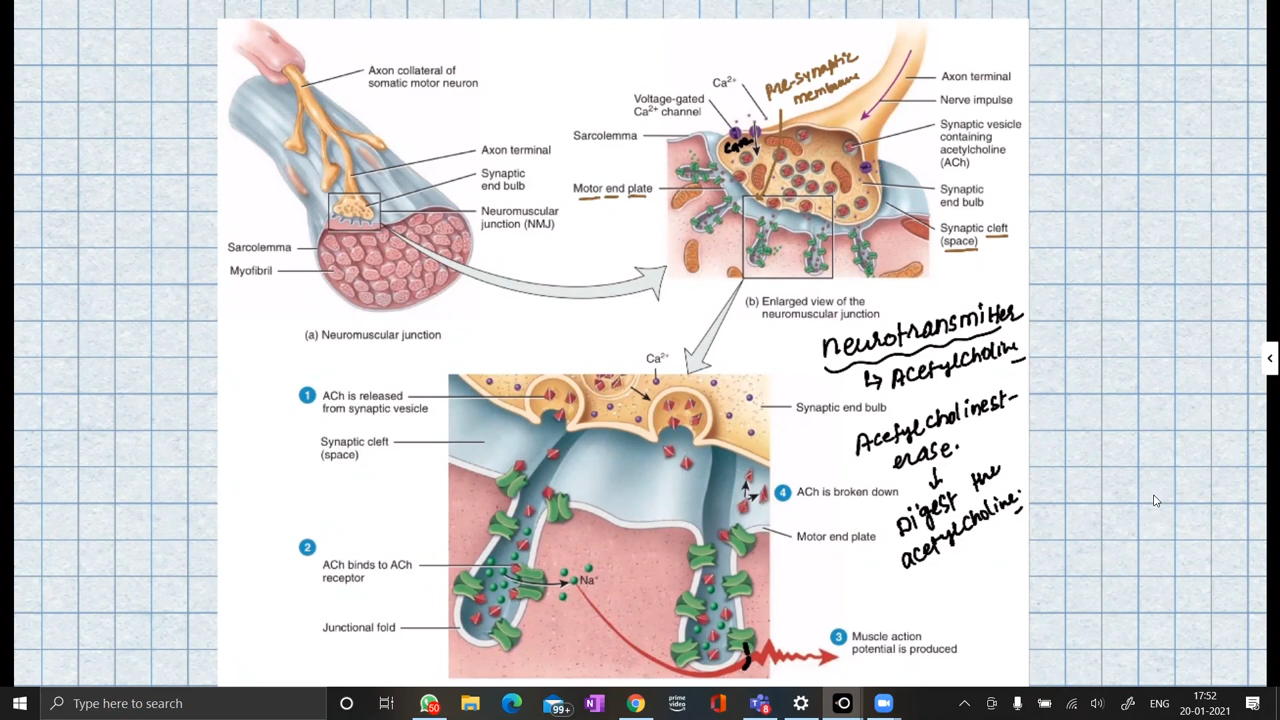 Axon collateral of
somatic motor neuron
Axon terminal
Synaptic
end bulb
Neuromuscular
junction (NMJ)
Sarcolemma
Myofibril
(a) Neuromuscular junction
Ca2+
Voltage-gated
Ca2+ channel
Pre-synaptic
membrane
Sarcolemma
Motor end plate
Axon terminal
Nerve impulse
Synaptic vesicle
containing
acetylcholine
(ACh)
Synaptic
end bulb
Synaptic cleft
(space)
(b) Enlarged view of the
neuromuscular junction
neurotransmitter
↳ Acetylcholine
Acetylcholinest-
erase.
↓
Digest the
acetylcholine.
Ca2+
1 ACh is released
from synaptic vesicle
Synaptic cleft
(space)
2
ACh binds to ACh
receptor
Na+
Junctional fold
Synaptic end bulb
4 ACh is broken down
Motor end plate
3 Muscle action
potential is produced
Type here to search
50
99+
prime
video
8
ENG
17:52
20-01-2021